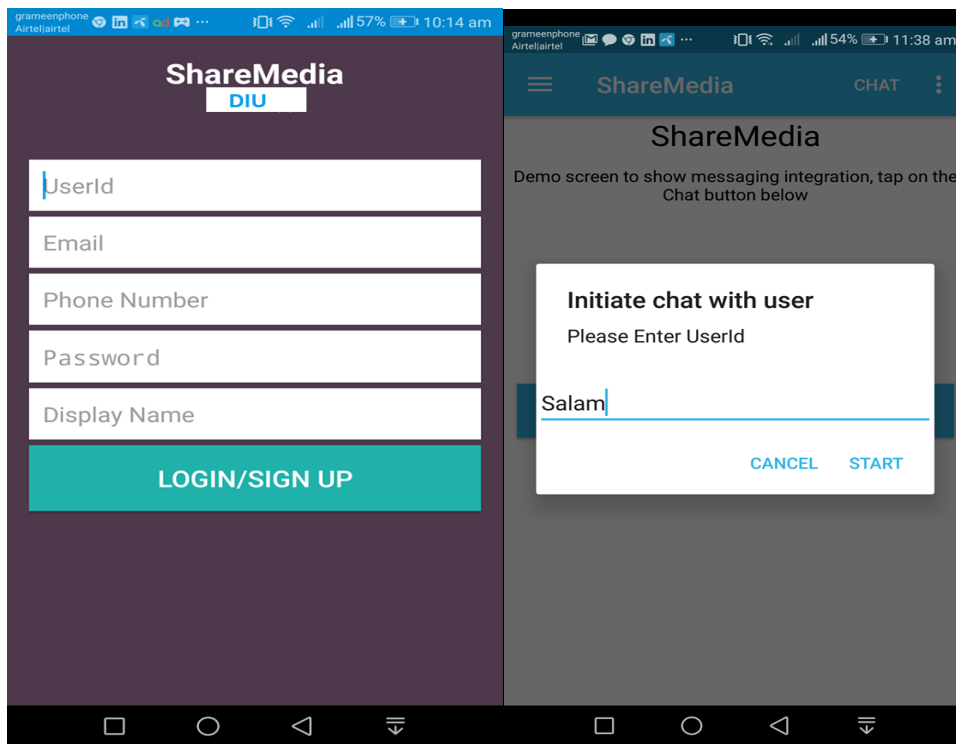 grameenphone
Airtel|airtel
ad
57%
10:14 am
ShareMedia
DIU
UserId
Email
Phone Number
Password
Display Name
LOGIN/SIGN UP
grameenphone
Airtel|airtel
54%
11:38 am
ShareMedia
CHAT
ShareMedia
Demo screen to show messaging integration, tap on the
Chat button below
Initiate chat with user
Please Enter UserId
Salam
CANCEL
START